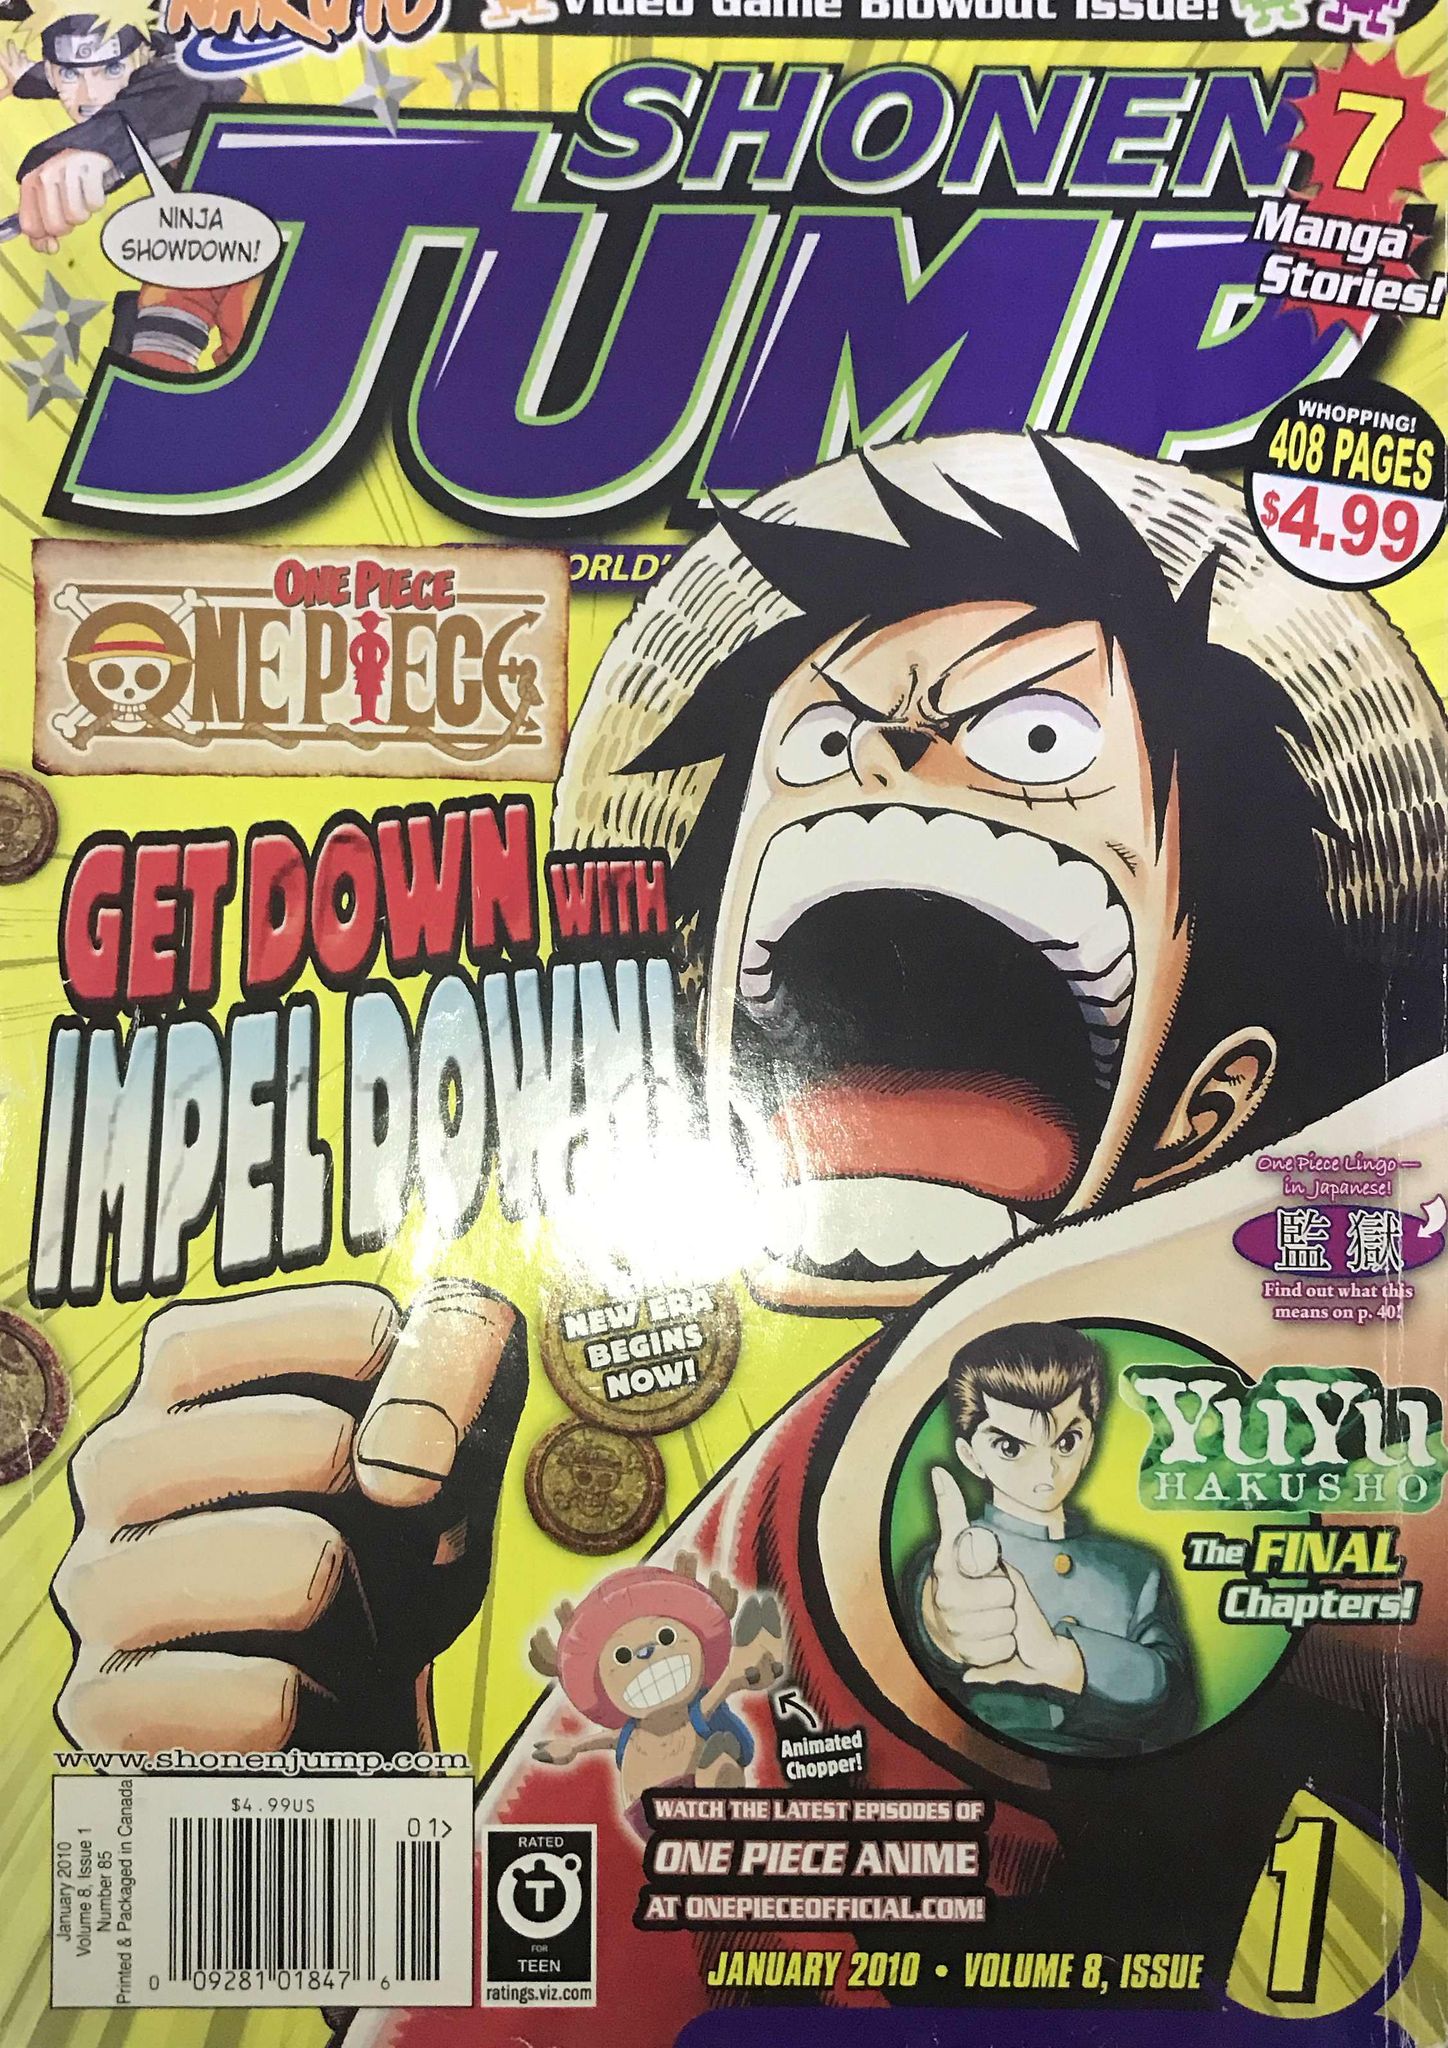 NARUTO
Video Game Blowout Issue!
SHONEN
JUMP
7
Manga
Stories!
NINJA
SHOWDOWN!
WHOPPING!
408 PAGES
$4.99
ORLD'
ONE PIECE
ONE PIECE
GET DOWN WITH
IMPEL DOWN!
NEW ERA
BEGINS
NOW!
One Piece Lingo —
in Japanese!
監獄
Find out what this
means on p. 40!
YuYu
HAKUSHO
The FINAL
Chapters!
Animated
Chopper!
WATCH THE LATEST EPISODES OF
ONE PIECE ANIME
AT ONEPIECEOFFICIAL.COM!
JANUARY 2010 • VOLUME 8, ISSUE 1
www.shonenjump.com
January 2010
Volume 8, Issue 1
Number 85
Printed & Packaged in Canada
$4.99US
01>
0 09281 01847 6
RATED
T
FOR
TEEN
ratings.viz.com